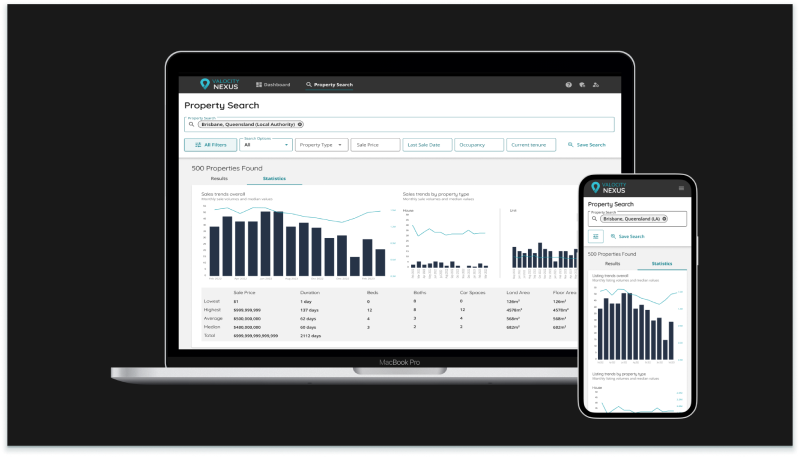 VALOCITY
NEXUS
Dashboard
Property Search
Property Search
Property Search
Brisbane, Queensland (Local Authority)
All Filters
Search Options
All
Property Type
Sale Price
Last Sale Date
Occupancy
Current tenure
Save Search
500 Properties Found
Results
Statistics
Sales trends overall
Monthly sale volumes and median values
Sales trends by property type
Monthly sale volumes and median values
House
Unit
Sale Price Duration Beds Baths Car Spaces Land Area Floor Area
Lowest $1 1 day 0 0 0 126m² 126m²
Highest $999,999,999 137 days 12 8 12 4578m² 4578m²
Average $500,000,000 62 days 4 3 4 568m² 568m²
Median $400,000,000 60 days 3 2 2 602m² 602m²
Total $999,999,999,999,999 2112 days
MacBook Pro
VALOCITY
NEXUS
Property Search
Property Search
Brisbane, Queensland (LA)
Save Search
500 Properties Found
Results
Statistics
Listing trends overall
Monthly listing volumes and median values
Listing trends by property type
Monthly listing volumes and median values
House